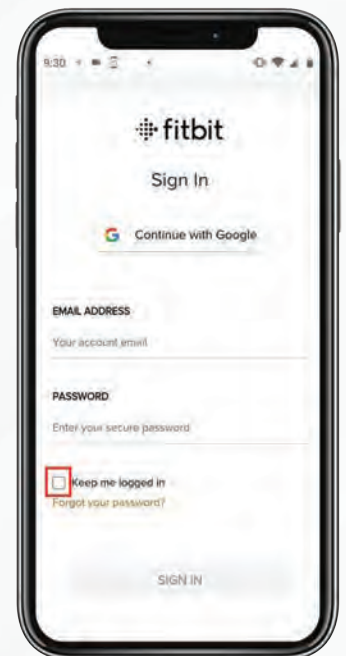 9:30
fitbit
Sign In
G Continue with Google
EMAIL ADDRESS
Your account email
PASSWORD
Enter your secure password
Keep me logged in
Forgot your password?
SIGN IN